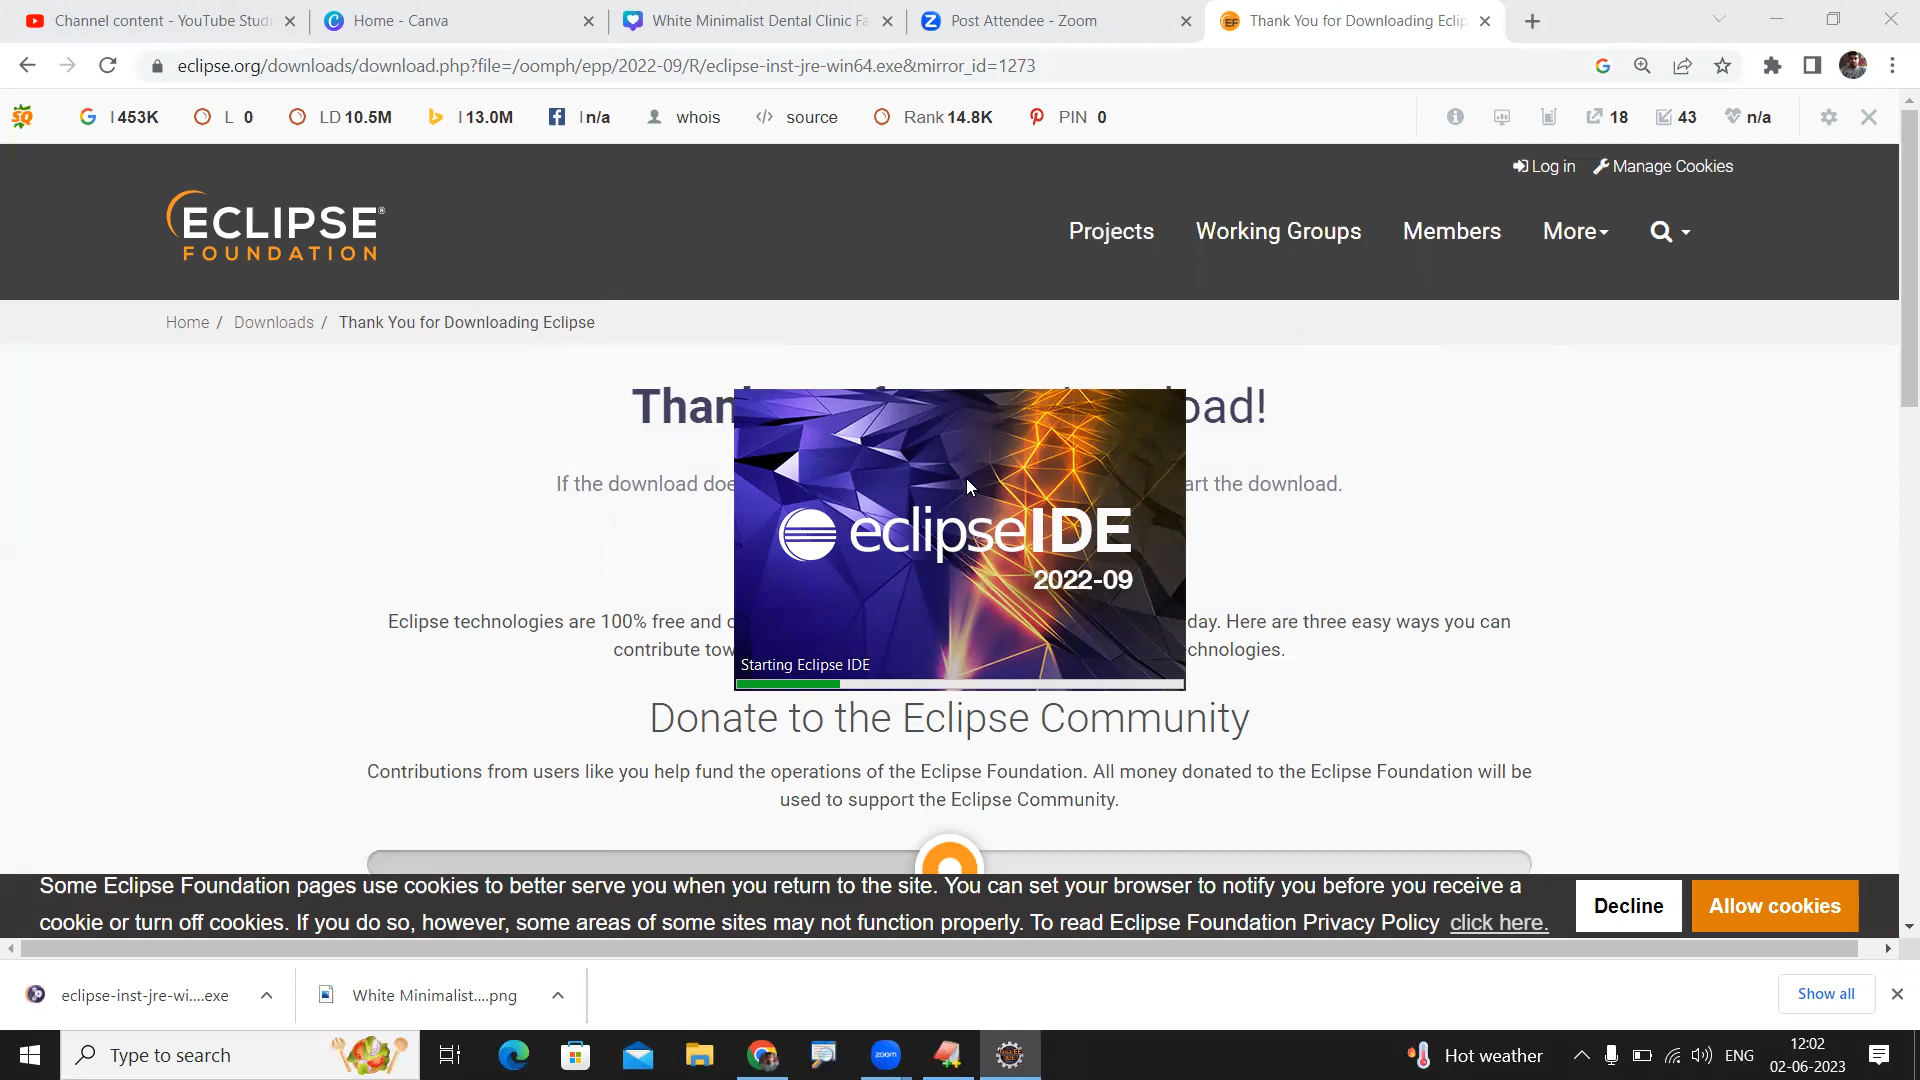 Channel content - YouTube Studi
Home - Canva
White Minimalist Dental Clinic Fa
Post Attendee - Zoom
Thank You for Downloading Eclip
eclipse.org/downloads/download.php?file=/oomph/epp/2022-09/R/eclipse-inst-jre-win64.exe&mirror_id=1273
SQ I 453K L 0 LD 10.5M I 13.0M I n/a whois source Rank 14.8K PIN 0 18 43 n/a
Log in Manage Cookies
ECLIPSE®
FOUNDATION
Projects Working Groups Members More
Home / Downloads / Thank You for Downloading Eclipse
Than oad!
If the download doe art the download.
eclipseIDE
2022-09
Eclipse technologies are 100% free and day. Here are three easy ways you can
contribute tow chnologies.
Starting Eclipse IDE
Donate to the Eclipse Community
Contributions from users like you help fund the operations of the Eclipse Foundation. All money donated to the Eclipse Foundation will be
used to support the Eclipse Community.
Some Eclipse Foundation pages use cookies to better serve you when you return to the site. You can set your browser to notify you before you receive a
cookie or turn off cookies. If you do so, however, some areas of some sites may not function properly. To read Eclipse Foundation Privacy Policy click here.
Decline
Allow cookies
eclipse-inst-jre-wi....exe
White Minimalist....png
Show all
Type to search
zoom
Hot weather
ENG
12:02
02-06-2023